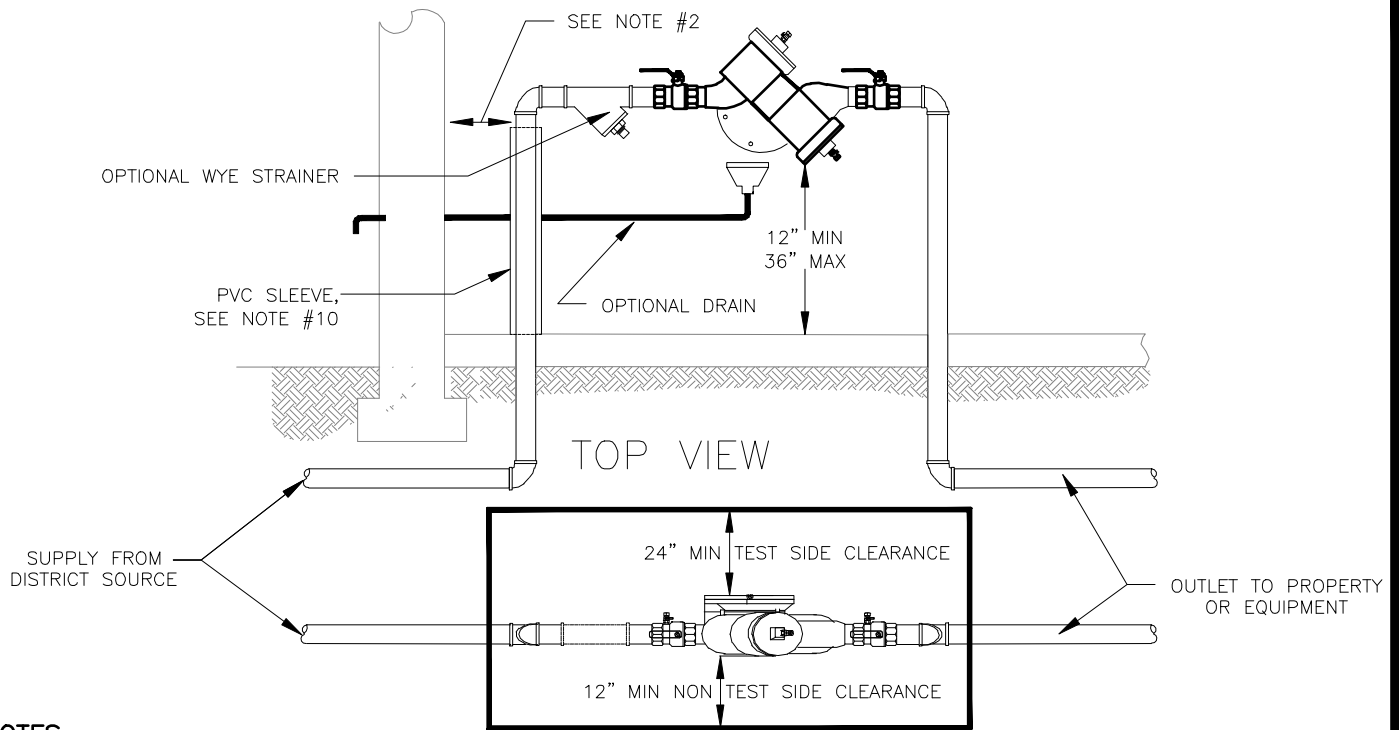 SEE NOTE #2
OPTIONAL WYE STRAINER
12” MIN
36” MAX
PVC SLEEVE,
SEE NOTE #10
OPTIONAL DRAIN
TOP VIEW
24” MIN TEST SIDE CLEARANCE
SUPPLY FROM
DISTRICT SOURCE
OUTLET TO PROPERTY
OR EQUIPMENT
12” MIN NON TEST SIDE CLEARANCE